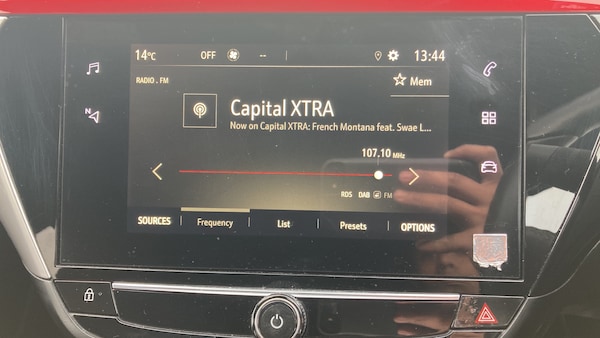 14°C OFF -- 13:44
RADIO . FM
Mem
Capital XTRA
Now on Capital XTRA: French Montana feat. Swae L...
107,10 MHz
RDS DAB FM
SOURCES Frequency List Presets OPTIONS
N